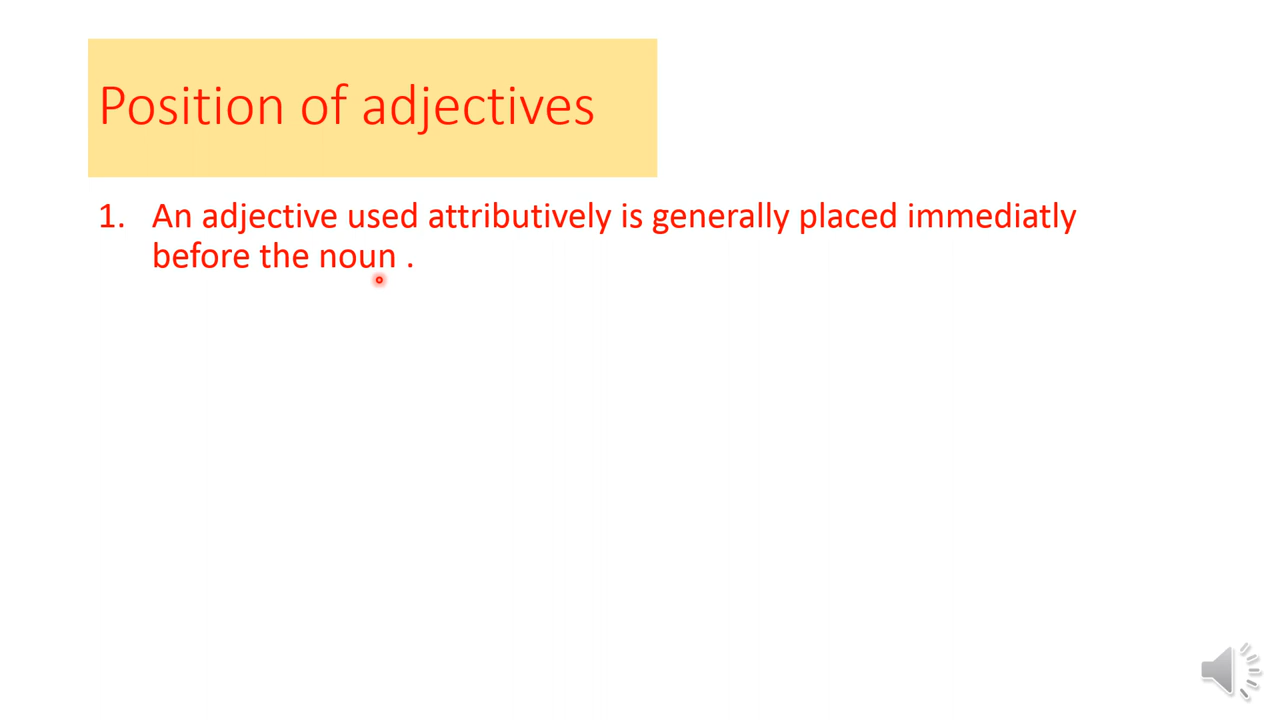 Position of adjectives
1. An adjective used attributively is generally placed immediatly
before the noun .